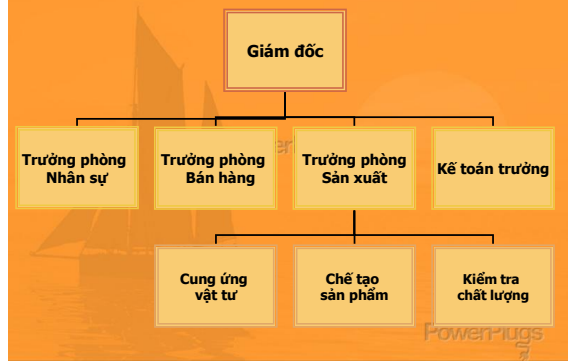 Giám đốc
Trưởng phòng
Nhân sự
Trưởng phòng
Bán hàng
Trưởng phòng
Sản xuất
Kế toán trưởng
Cung ứng
vật tư
Chế tạo
sản phẩm
Kiểm tra
chất lượng
PowerPlugs